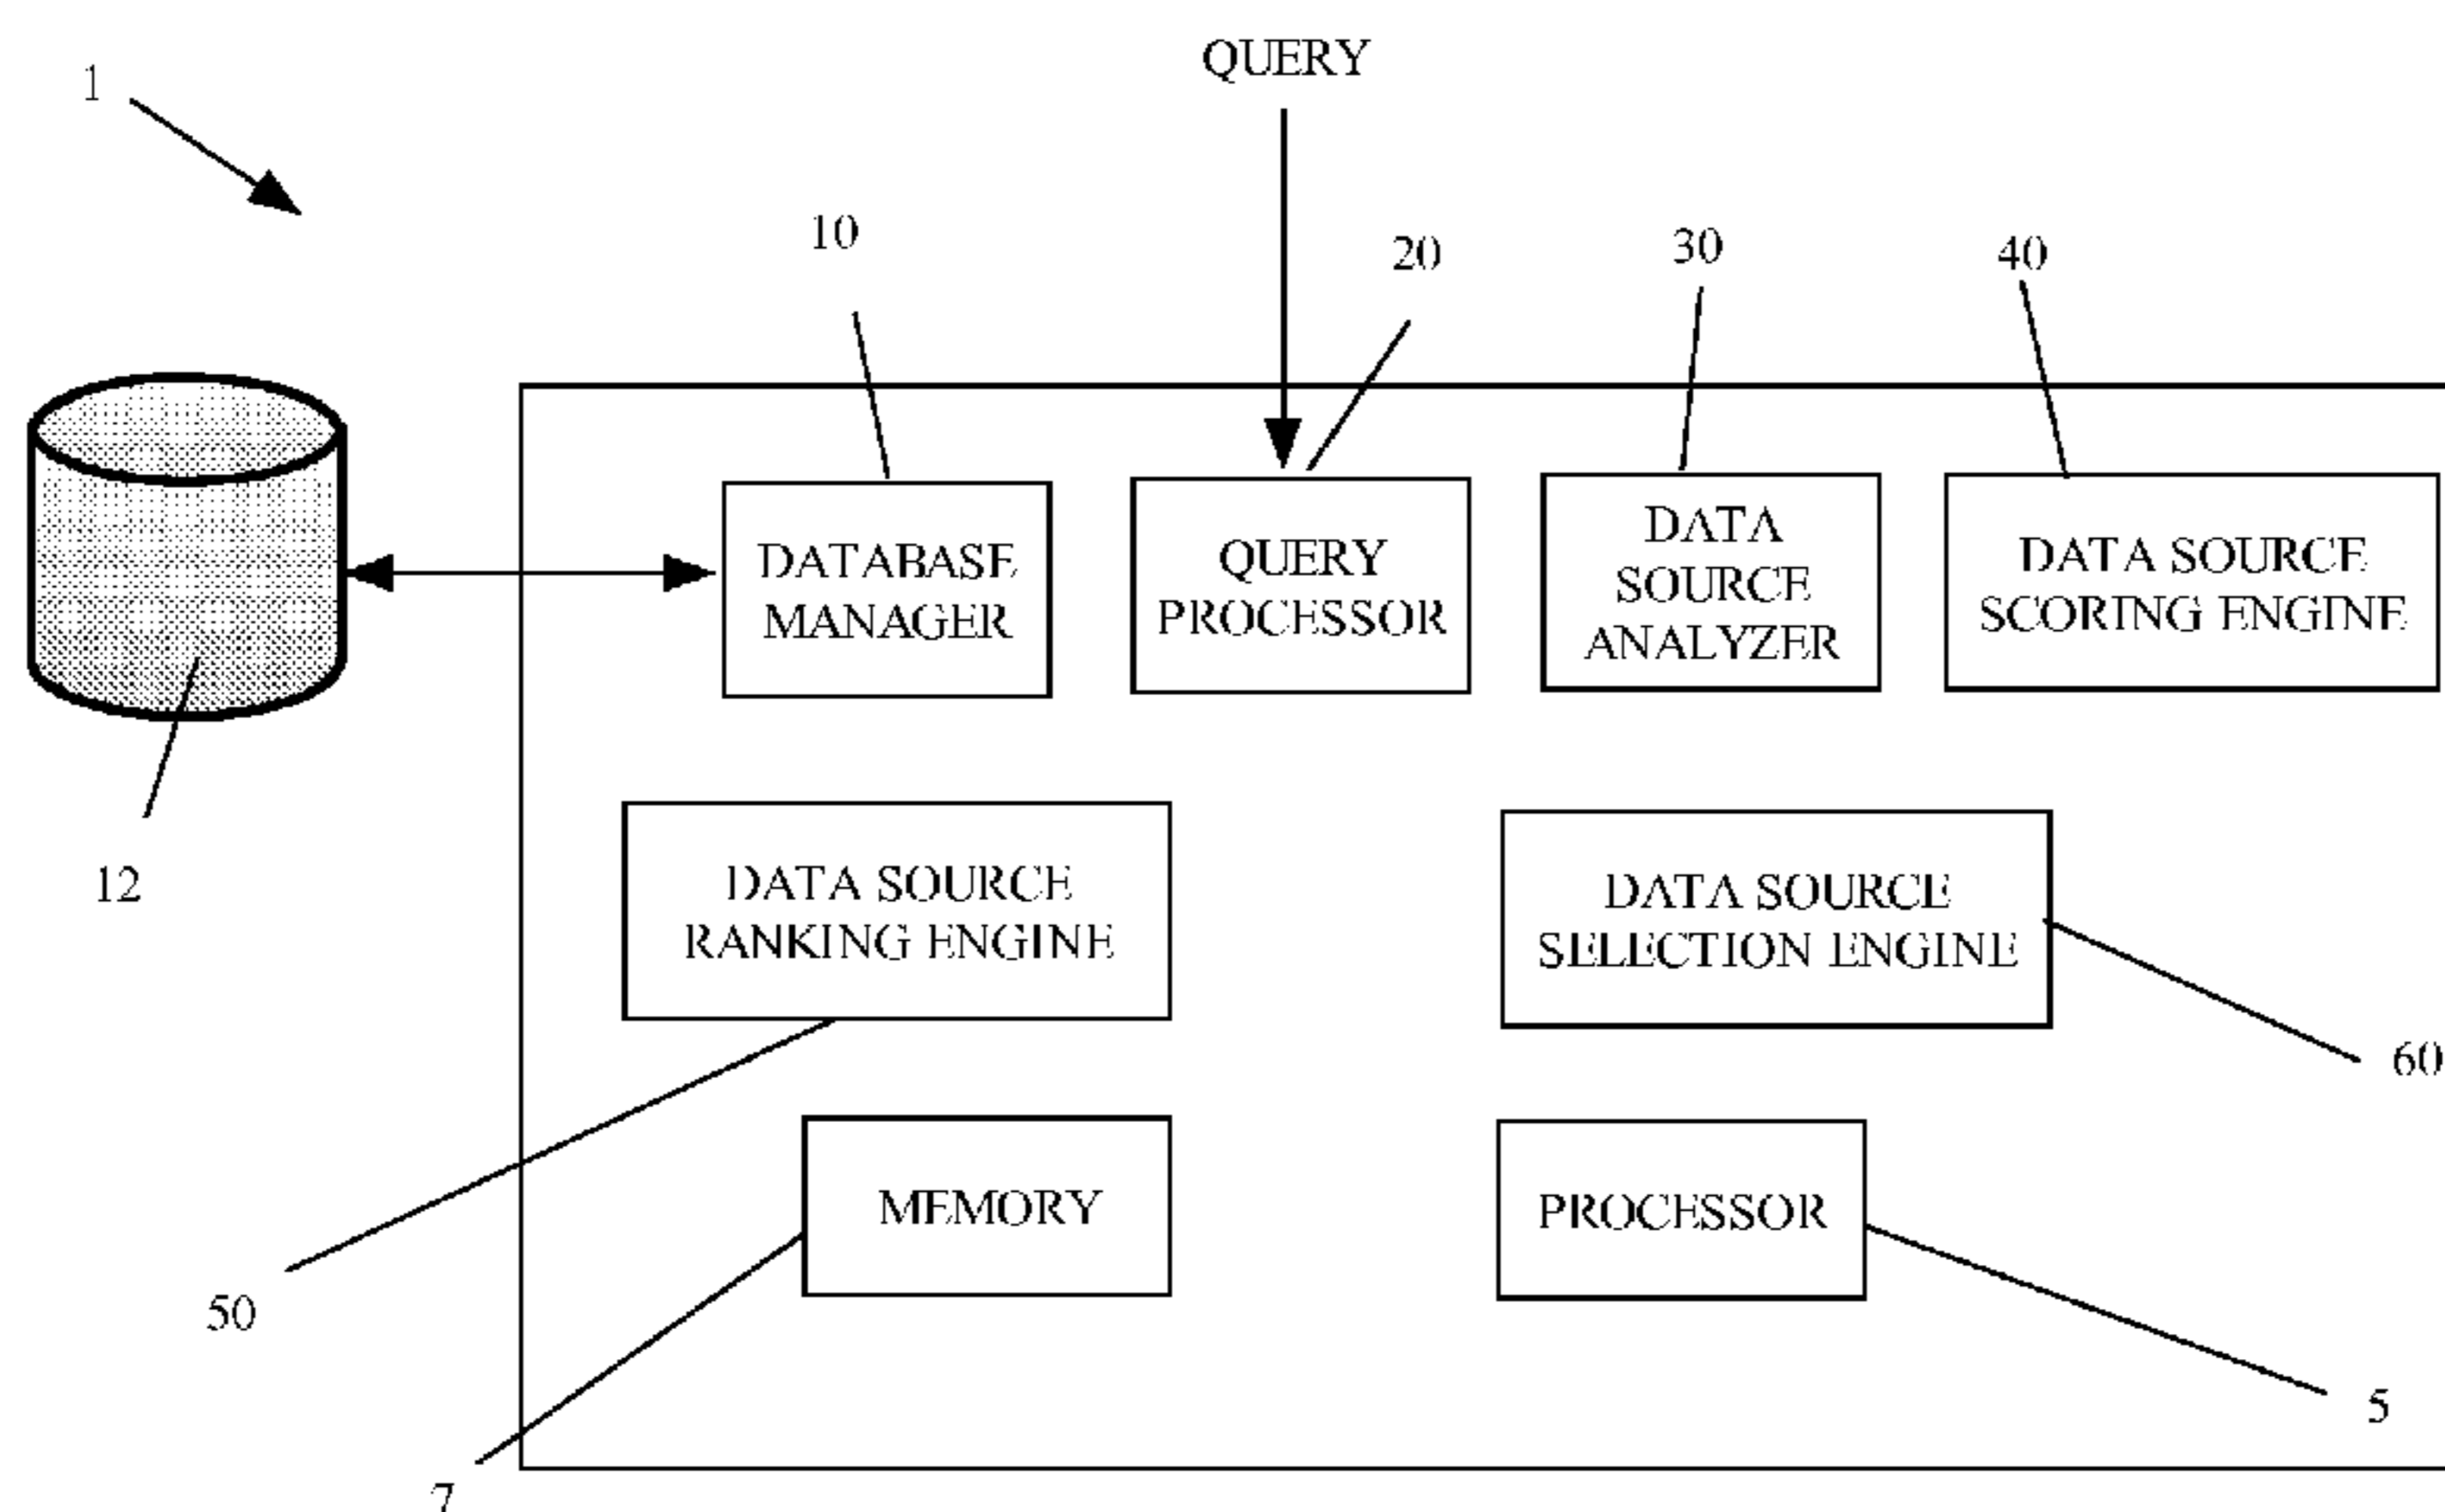 QUERY
1
10
20
30
40
DATABASE
MANAGER
QUERY
PROCESSOR
DATA
SOURCE
ANALYZER
DATA SOURCE
SCORING ENGINE
12
DATA SOURCE
RANKING ENGINE
DATA SOURCE
SELECTION ENGINE
60
MEMORY
PROCESSOR
50
5
7